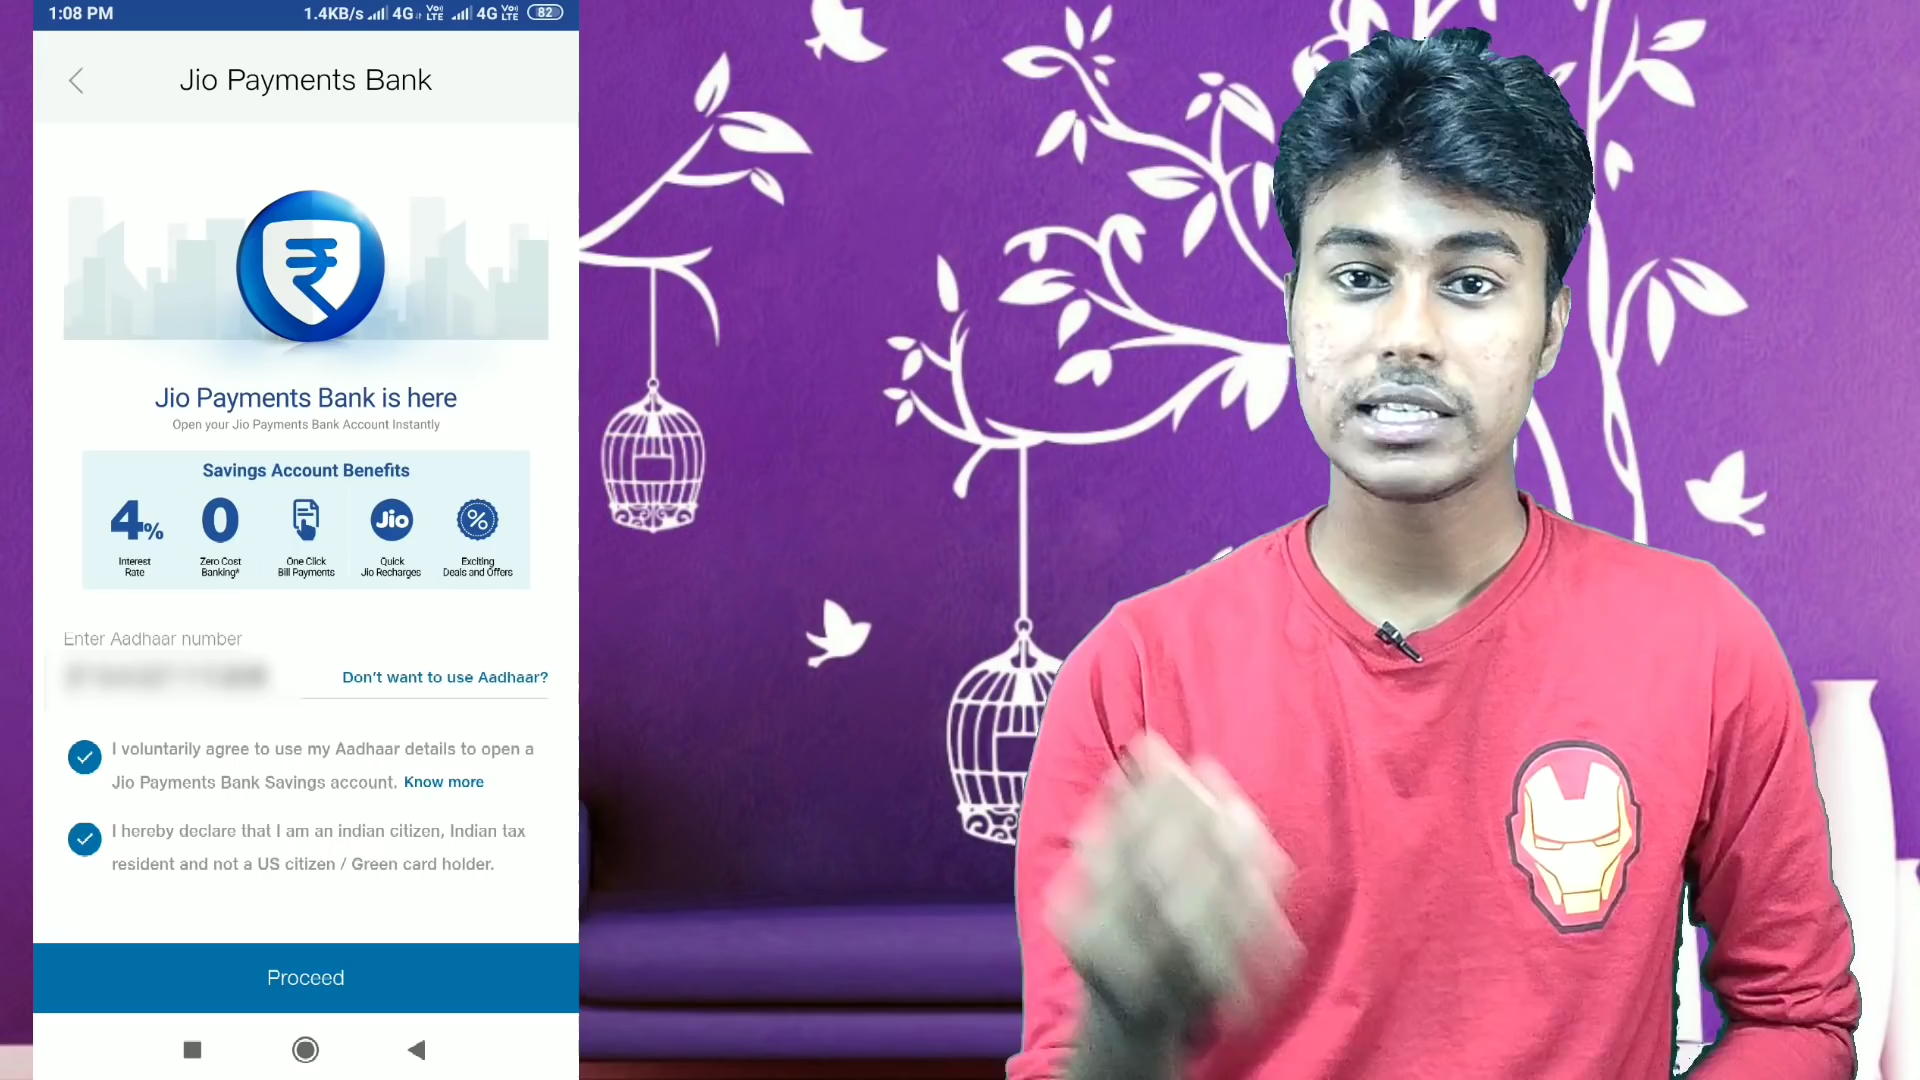 1:08 PM 1.4KB/s 4G Vo) LTE 4G Vo) LTE 82
Jio Payments Bank
Jio Payments Bank is here
Open your Jio Payments Bank Account Instantly
Savings Account Benefits
4% 0 Jio %
Interest Rate
Zero Cost Banking*
One Click Bill Payments
Quick Jio Recharges
Exciting Deals and Offers
Enter Aadhaar number
Don't want to use Aadhaar?
I voluntarily agree to use my Aadhaar details to open a
Jio Payments Bank Savings account. Know more
I hereby declare that I am an indian citizen, Indian tax
resident and not a US citizen / Green card holder.
Proceed